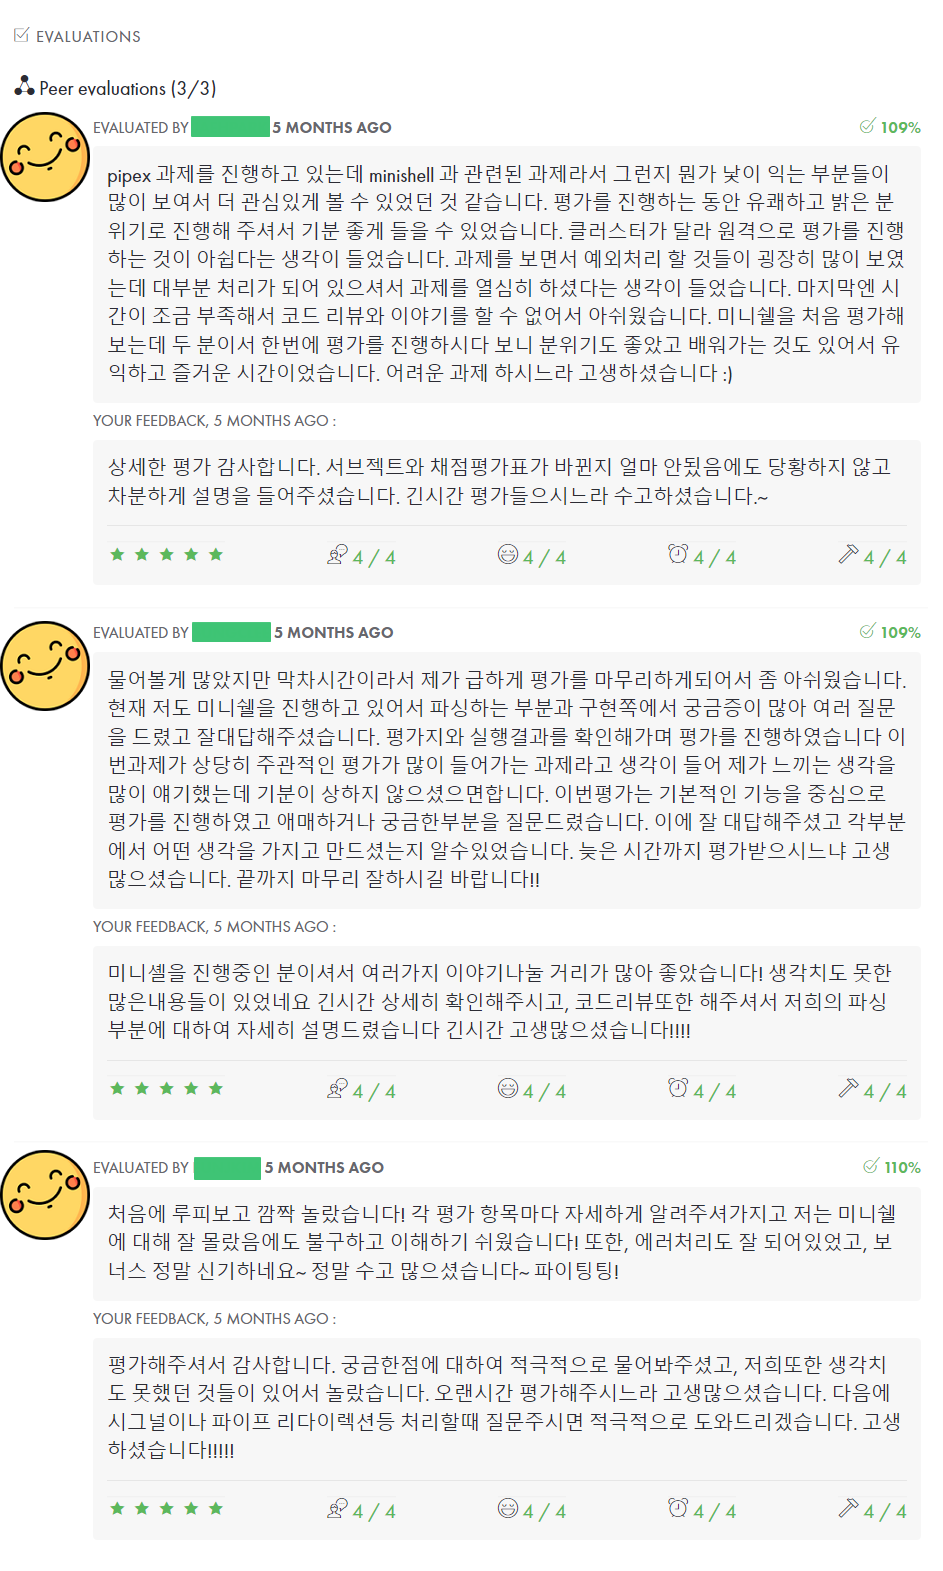 EVALUATIONS
Peer evaluations (3/3)
EVALUATED BY 5 MONTHS AGO 109%
pipex 과제를 진행하고 있는데 minishell 과 관련된 과제라서 그런지 뭔가 낯이 익는 부분들이
많이 보여서 더 관심있게 볼 수 있었던 것 같습니다. 평가를 진행하는 동안 유쾌하고 밝은 분
위기로 진행해 주셔서 기분 좋게 들을 수 있었습니다. 클러스터가 달라 원격으로 평가를 진행
하는 것이 아쉽다는 생각이 들었습니다. 과제를 보면서 예외처리 할 것들이 굉장히 많이 보였
는데 대부분 처리가 되어 있으셔서 과제를 열심히 하셨다는 생각이 들었습니다. 마지막엔 시
간이 조금 부족해서 코드 리뷰와 이야기를 할 수 없어서 아쉬웠습니다. 미니쉘을 처음 평가해
보는데 두 분이서 한번에 평가를 진행하시다 보니 분위기도 좋았고 배워가는 것도 있어서 유
익하고 즐거운 시간이었습니다. 어려운 과제 하시느라 고생하셨습니다 :)
YOUR FEEDBACK, 5 MONTHS AGO :
상세한 평가 감사합니다. 서브젝트와 채점평가표가 바뀐지 얼마 안됬음에도 당황하지 않고
차분하게 설명을 들어주셨습니다. 긴시간 평가들으시느라 수고하셨습니다.~
4 / 4 4 / 4 4 / 4 4 / 4
EVALUATED BY 5 MONTHS AGO 109%
물어볼게 많았지만 막차시간이라서 제가 급하게 평가를 마무리하게되어서 좀 아쉬웠습니다.
현재 저도 미니쉘을 진행하고 있어서 파싱하는 부분과 구현쪽에서 궁금증이 많아 여러 질문
을 드렸고 잘대답해주셨습니다. 평가지와 실행결과를 확인해가며 평가를 진행하였습니다 이
번과제가 상당히 주관적인 평가가 많이 들어가는 과제라고 생각이 들어 제가 느끼는 생각을
많이 얘기했는데 기분이 상하지 않으셨으면합니다. 이번평가는 기본적인 기능을 중심으로
평가를 진행하였고 애매하거나 궁금한부분을 질문드렸습니다. 이에 잘 대답해주셨고 각부분
에서 어떤 생각을 가지고 만드셨는지 알수있었습니다. 늦은 시간까지 평가받으시느냐 고생
많으셨습니다. 끝까지 마무리 잘하시길 바랍니다!!
YOUR FEEDBACK, 5 MONTHS AGO :
미니셸을 진행중인 분이셔서 여러가지 이야기나눌 거리가 많아 좋았습니다! 생각치도 못한
많은내용들이 있었네요 긴시간 상세히 확인해주시고, 코드리뷰또한 해주셔서 저희의 파싱
부분에 대하여 자세히 설명드렸습니다 긴시간 고생많으셨습니다!!!!
4 / 4 4 / 4 4 / 4 4 / 4
EVALUATED BY 5 MONTHS AGO 110%
처음에 루피보고 깜짝 놀랐습니다! 각 평가 항목마다 자세하게 알려주셔가지고 저는 미니쉘
에 대해 잘 몰랐음에도 불구하고 이해하기 쉬웠습니다! 또한, 에러처리도 잘 되어있었고, 보
너스 정말 신기하네요~ 정말 수고 많으셨습니다~ 파이팅팅!
YOUR FEEDBACK, 5 MONTHS AGO :
평가해주셔서 감사합니다. 궁금한점에 대하여 적극적으로 물어봐주셨고, 저희또한 생각치
도 못했던 것들이 있어서 놀랐습니다. 오랜시간 평가해주시느라 고생많으셨습니다. 다음에
시그널이나 파이프 리다이렉션등 처리할때 질문주시면 적극적으로 도와드리겠습니다. 고생
하셨습니다!!!!!
4 / 4 4 / 4 4 / 4 4 / 4